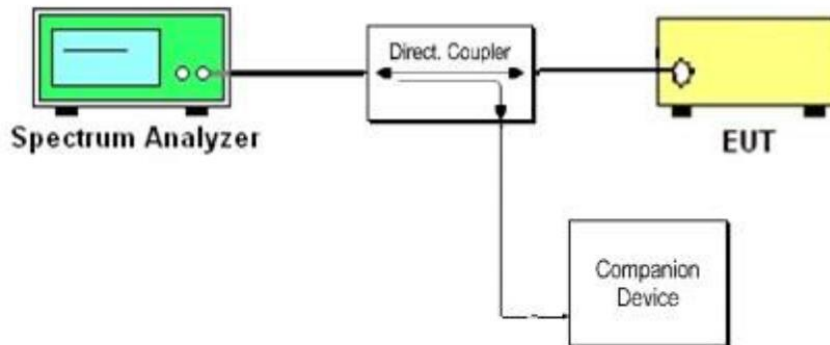 Direct. Coupler
Spectrum Analyzer
EUT
Companion
Device